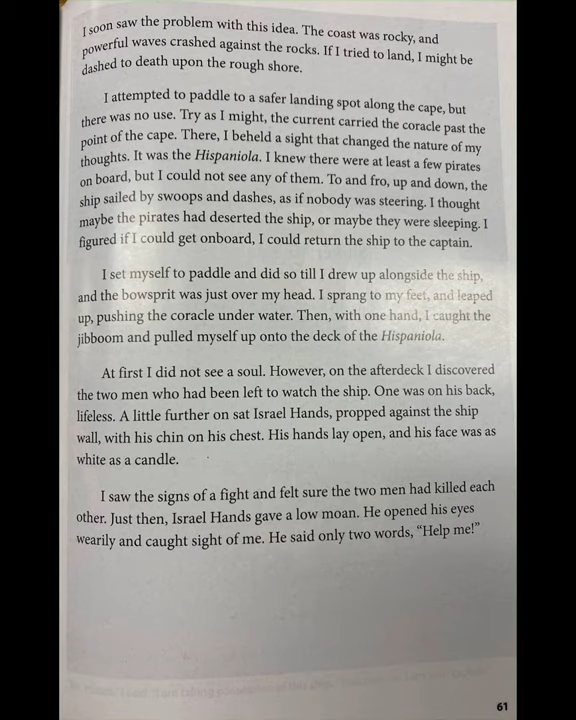 I soon saw the problem with this idea. The coast was rocky, and
powerful waves crashed against the rocks. If I tried to land, I might be
dashed to death upon the rough shore.
I attempted to paddle to a safer landing spot along the cape, but
there was no use. Try as I might, the current carried the coracle past the
point of the cape. There, I beheld a sight that changed the nature of my
thoughts. It was the Hispaniola. I knew there were at least a few pirates
on board, but I could not see any of them. To and fro, up and down, the
ship sailed by swoops and dashes, as if nobody was steering. I thought
maybe the pirates had deserted the ship, or maybe they were sleeping. I
figured if I could get onboard, I could return the ship to the captain.
I set myself to paddle and did so till I drew up alongside the ship,
and the bowsprit was just over my head. I sprang to my feet, and leaped
up, pushing the coracle under water. Then, with one hand, I caught the
jibboom and pulled myself up onto the deck of the Hispaniola.
At first I did not see a soul. However, on the afterdeck I discovered
the two men who had been left to watch the ship. One was on his back,
lifeless. A little further on sat Israel Hands, propped against the ship
wall, with his chin on his chest. His hands lay open, and his face was as
white as a candle.
I saw the signs of a fight and felt sure the two men had killed each
other. Just then, Israel Hands gave a low moan. He opened his eyes
wearily and caught sight of me. He said only two words, “Help me!”
61